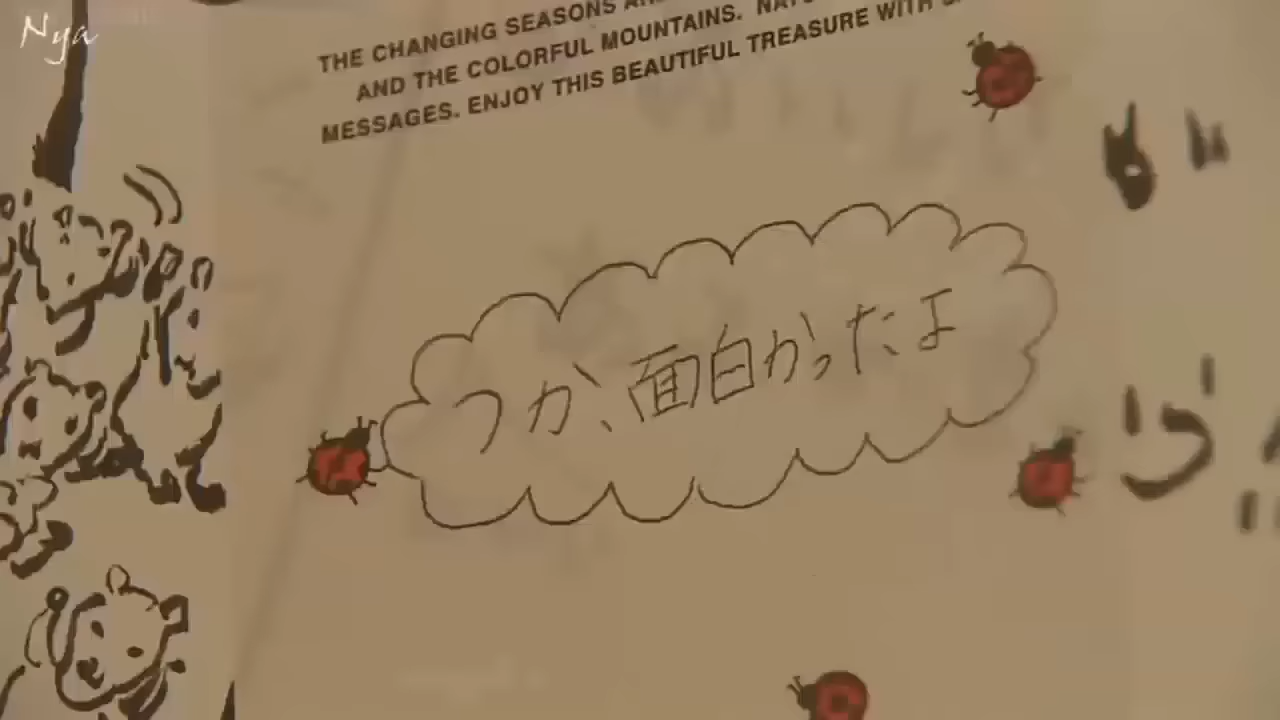 Nya
THE CHANGING SEASONS
AND THE COLORFUL MOUNTAINS.
MESSAGES. ENJOY THIS BEAUTIFUL TREASURE WITH
つか、面白かったよ